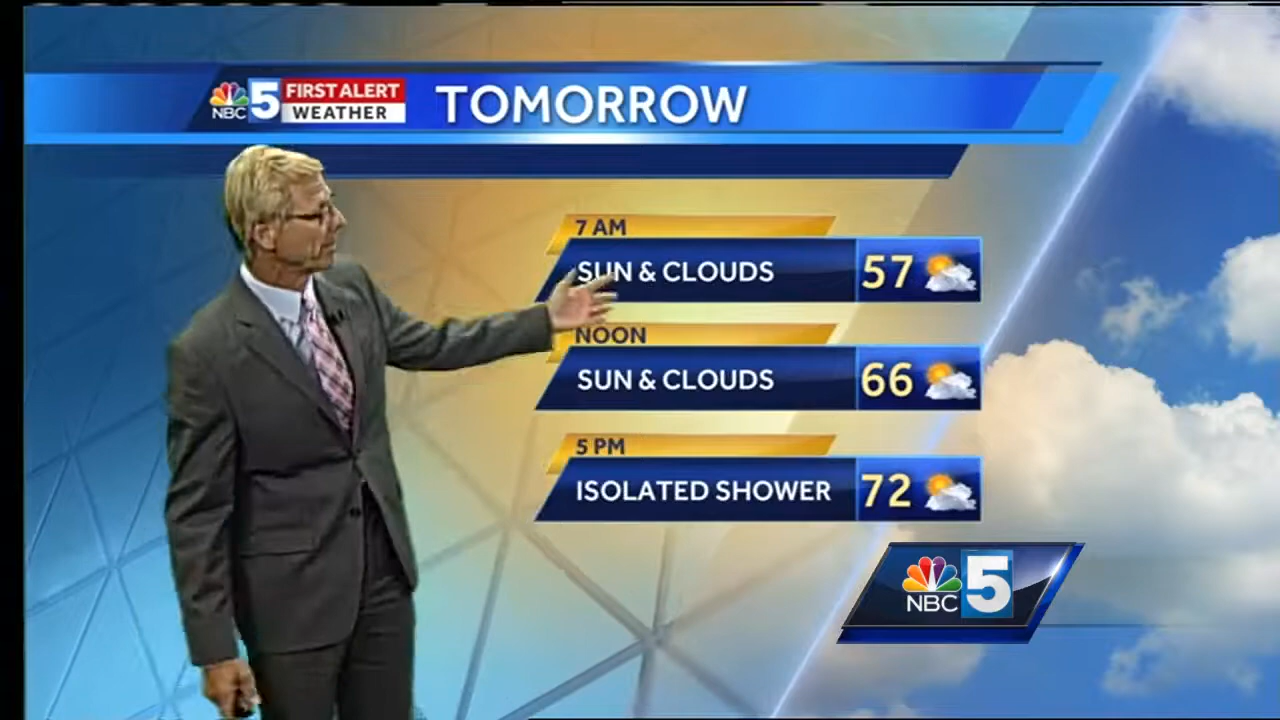 NBC 5 FIRST ALERT WEATHER TOMORROW
7 AM
SUN & CLOUDS 57
NOON
SUN & CLOUDS 66
5 PM
ISOLATED SHOWER 72
NBC 5